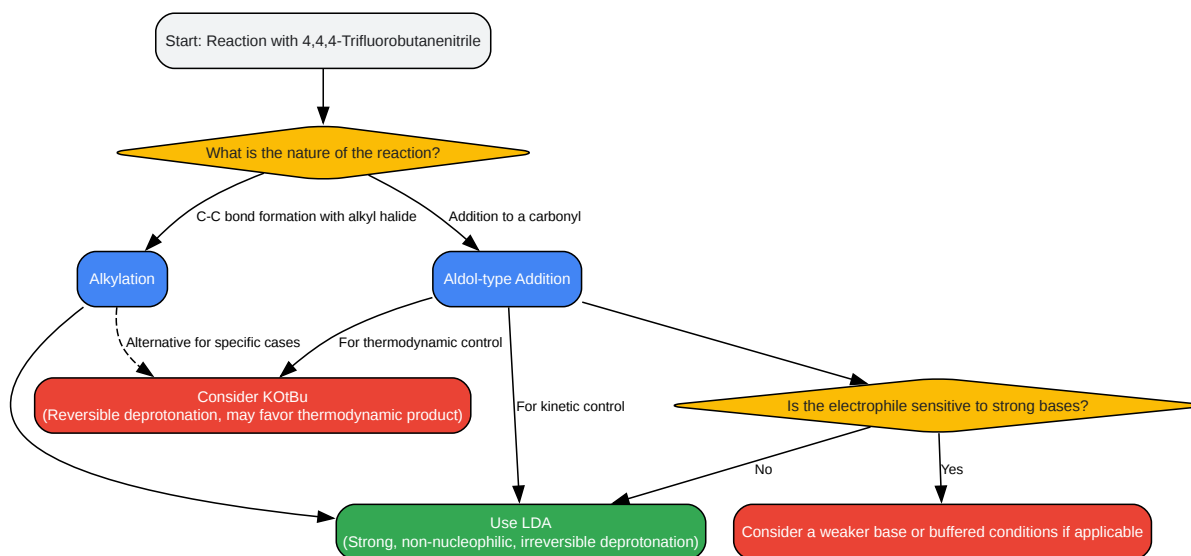 Start: Reaction with 4,4,4-Trifluorobutanenitrile
What is the nature of the reaction?
C-C bond formation with alkyl halide
Addition to a carbonyl
Alkylation
Aldol-type Addition
Alternative for specific cases
For thermodynamic control
Consider KOtBu
(Reversible deprotonation, may favor thermodynamic product)
For kinetic control
Is the electrophile sensitive to strong bases?
No
Yes
Use LDA
(Strong, non-nucleophilic, irreversible deprotonation)
Consider a weaker base or buffered conditions if applicable